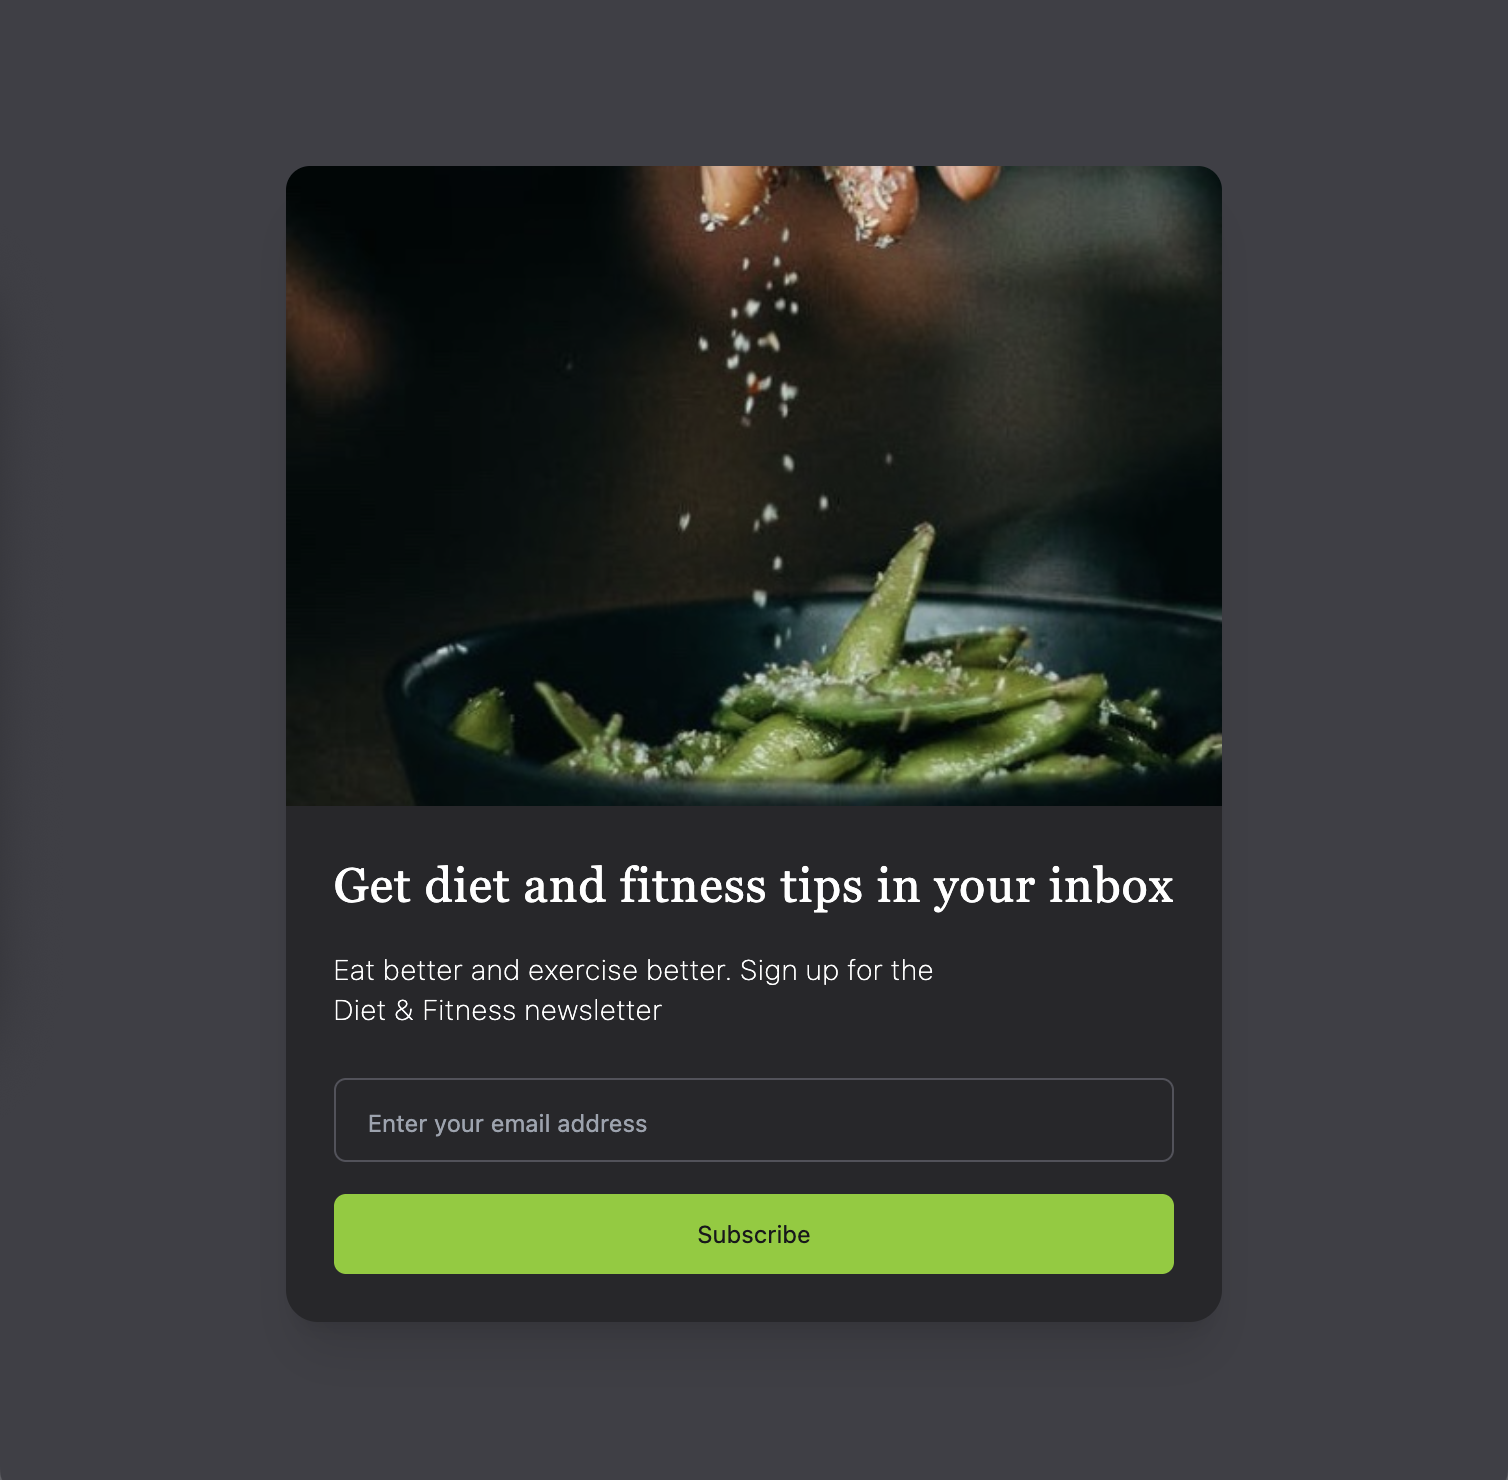 Get diet and fitness tips in your inbox
Eat better and exercise better. Sign up for the
Diet & Fitness newsletter
Enter your email address
Subscribe